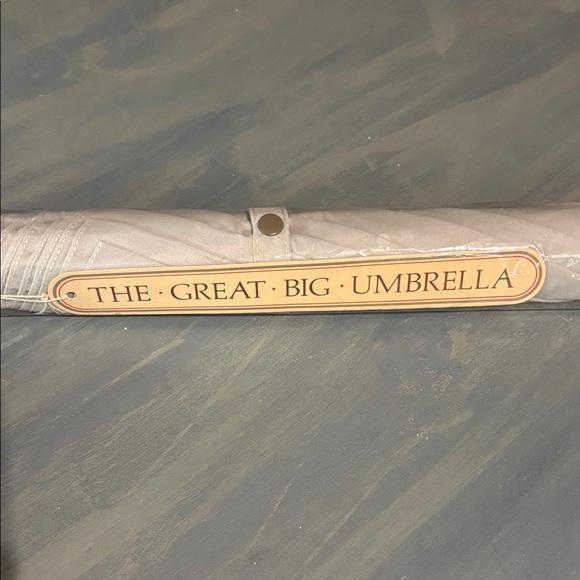 THE · GREAT · BIG · UMBRELLA